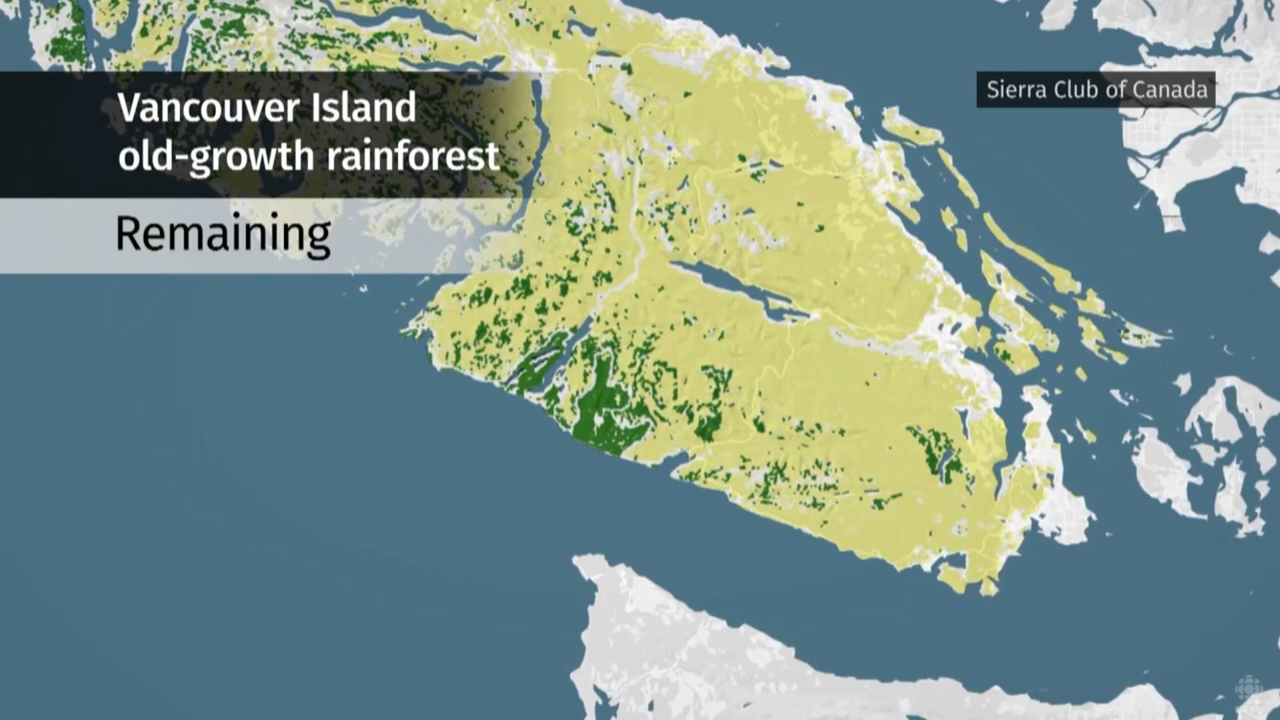 Vancouver Island
old-growth rainforest
Remaining
Sierra Club of Canada